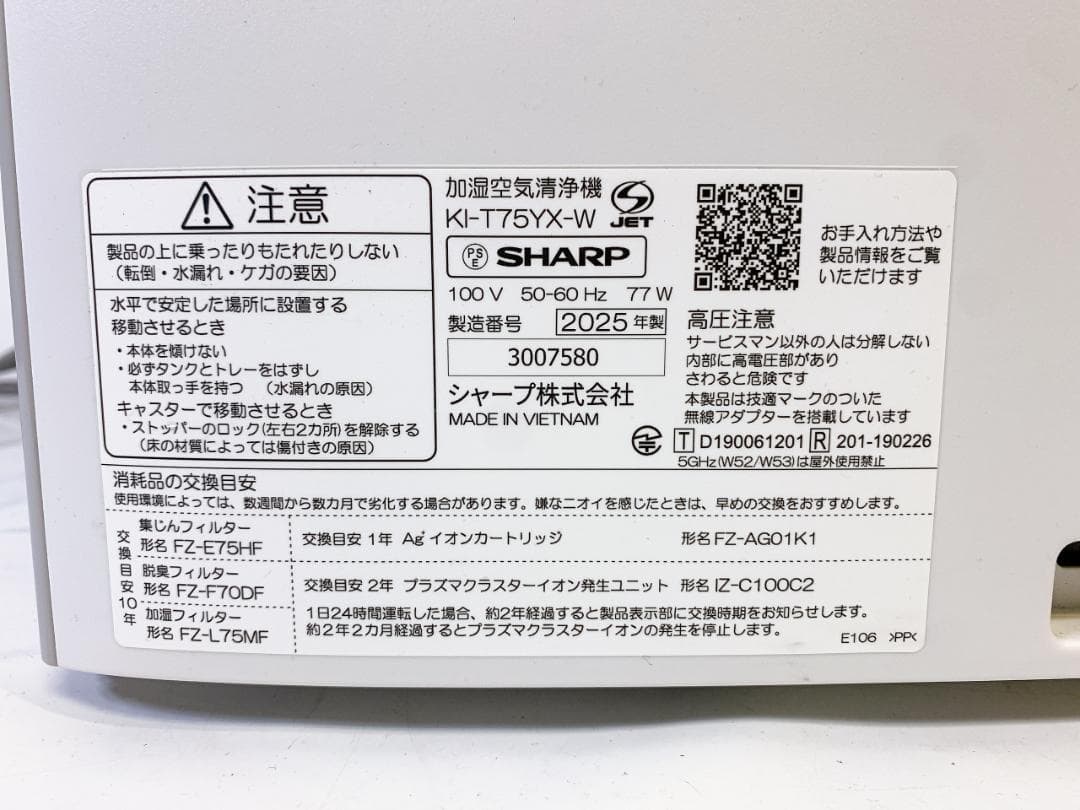 注意
製品の上に乗ったりもたれたりしない
（転倒・水漏れ・ケガの要因）
水平で安定した場所に設置する
移動させるとき
・本体を傾けない
・必ずタンクとトレーをはずし
本体取っ手を持つ （水漏れの原因）
キャスターで移動させるとき
・ストッパーのロック(左右2カ所)を解除する
（床の材質によっては傷付きの原因）
加湿空気清浄機
KI-T75YX-W
JET
PSE SHARP
100 V 50-60 Hz 77 W
製造番号 2025年製
3007580
シャープ株式会社
MADE IN VIETNAM
お手入れ方法や
製品情報をご覧
いただけます
高圧注意
サービスマン以外の人は分解しない
内部に高電圧部があり
さわると危険です
本製品は技適マークのついた
無線アダプターを搭載しています
T D190061201 R 201-190226
5GHz(W52/W53)は屋外使用禁止
消耗品の交換目安
使用環境によっては、数週間から数カ月で劣化する場合があります。嫌なニオイを感じたときは、早めの交換をおすすめします。
交換目安10年
集じんフィルター
形名 FZ-E75HF
脱臭フィルター
形名 FZ-F70DF
加湿フィルター
形名 FZ-L75MF
交換目安 1年 Ag⁺イオンカートリッジ 形名 FZ-AG01K1
交換目安 2年 プラズマクラスターイオン発生ユニット 形名 IZ-C100C2
1日24時間運転した場合、約2年経過すると製品表示部に交換時期をお知らせします。
約2年2カ月経過するとプラズマクラスターイオンの発生を停止します。
E106 >PP<